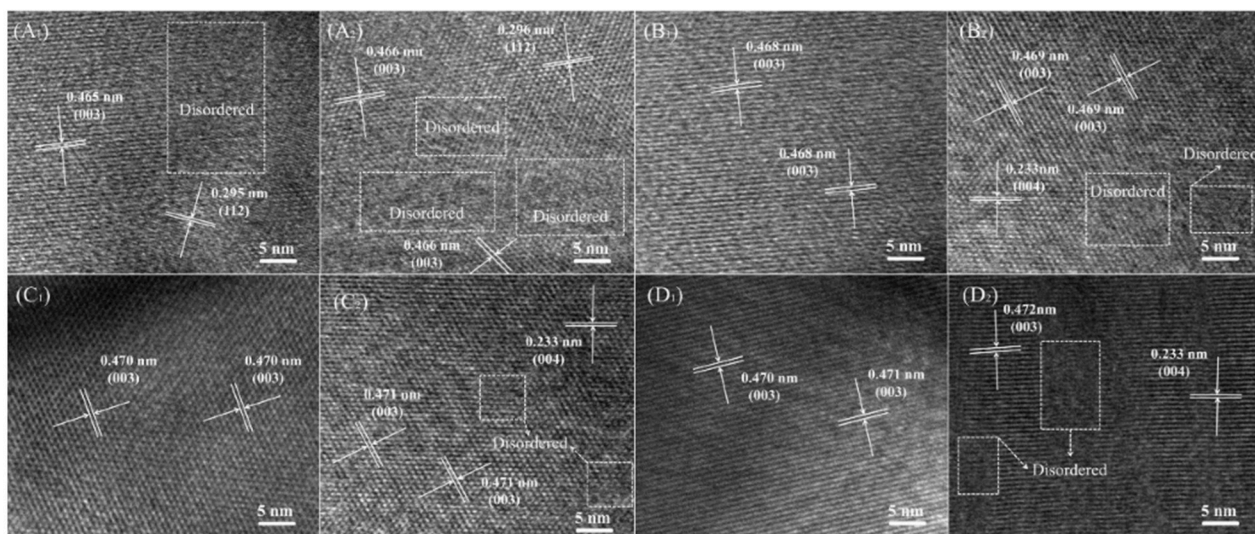 (A₁)
0.465 nm
(003)
Disordered
0.295 nm
(112)
5 nm
(A₂)
0.466 nm
(003)
0.296 nm
(112)
Disordered
Disordered
Disordered
0.466 nm
(003)
5 nm
(B₁)
0.468 nm
(003)
0.468 nm
(003)
5 nm
(B₂)
0.469 nm
(003)
0.469 nm
(003)
0.233nm
(004)
Disordered
Disordered
5 nm
(C₁)
0.470 nm
(003)
0.470 nm
(003)
5 nm
(C₂)
0.233 nm
(004)
0.471 nm
(003)
Disordered
0.471 nm
(003)
5 nm
(D₁)
0.470 nm
(003)
0.471 nm
(003)
5 nm
(D₂)
0.472nm
(003)
0.233 nm
(004)
Disordered
5 nm